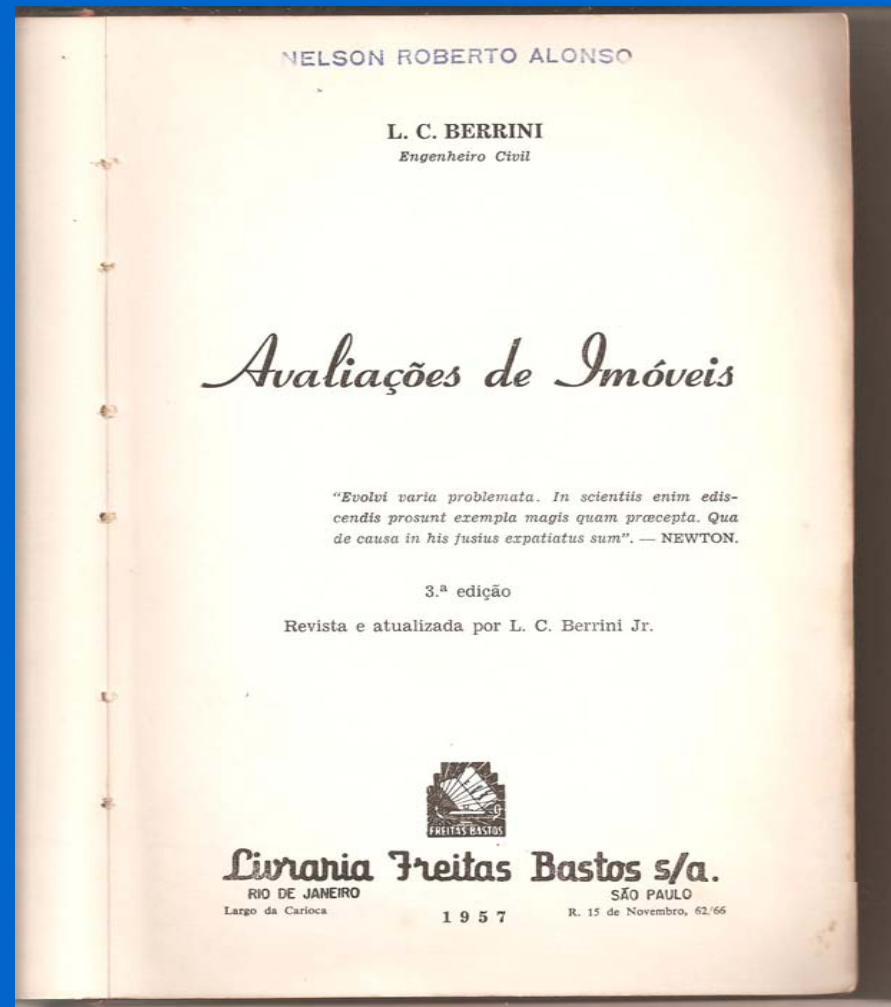 NELSON ROBERTO ALONSO
L. C. BERRINI
Engenheiro Civil
Avaliações de Imóveis
"Evolvi varia problemata. In scientiis enim edis-
cendis prosunt exempla magis quam præcepta. Qua
de causa in his fusius expatiatus sum". — NEWTON.
3.ª edição
Revista e atualizada por L. C. Berrini Jr.
FREITAS BASTOS
Livraria Freitas Bastos s/a.
RIO DE JANEIRO SÃO PAULO
Largo da Carioca 1957 R. 15 de Novembro, 62/66